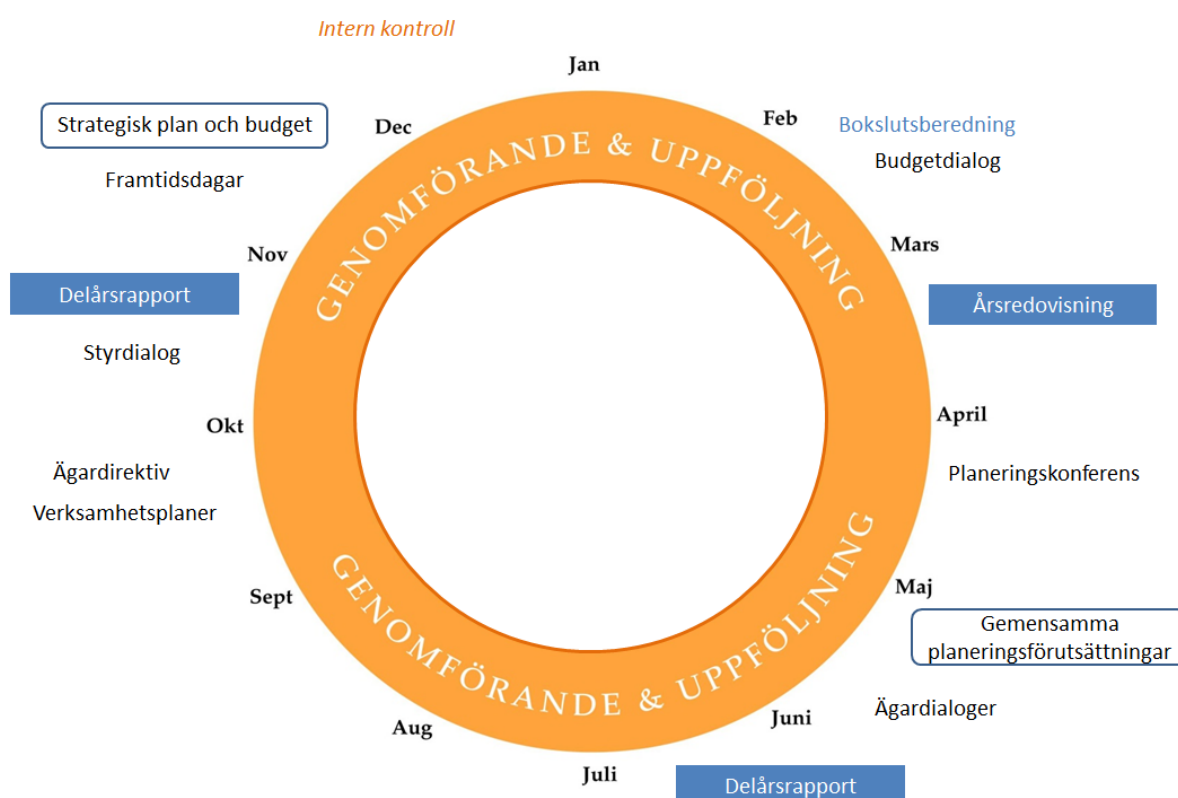 Intern kontroll
Jan
Feb
Bokslutsberedning
Budgetdialog
Mars
Årsredovisning
April
Planeringskonferens
Maj
Gemensamma
planeringsförutsättningar
Ägardialoger
Juni
Delårsrapport
Juli
Aug
Sept
Verksamhetsplaner
Ägardirektiv
Okt
Styrdialog
Delårsrapport
Nov
Framtidsdagar
Strategisk plan och budget
Dec
GENOMFÖRANDE & UPPFÖLJNING
GENOMFÖRANDE & UPPFÖLJNING